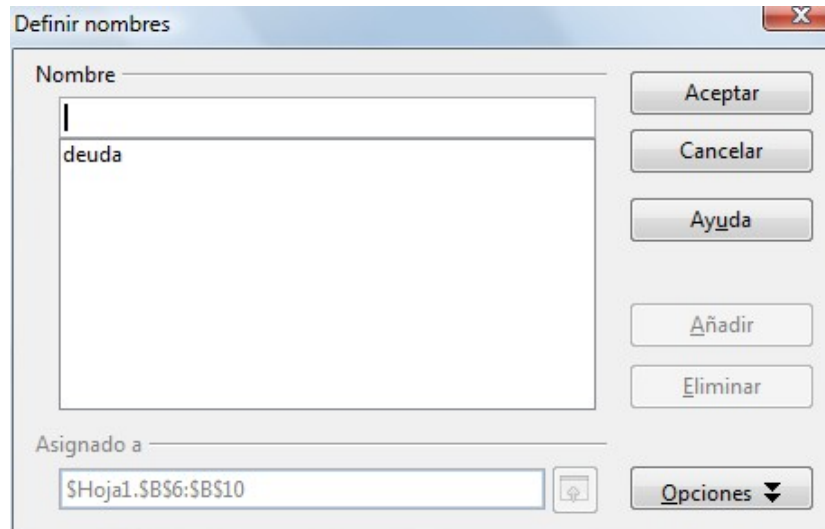 Definir nombres
Nombre
Aceptar
deuda
Cancelar
Ayuda
Añadir
Eliminar
Asignado a
$Hoja1.$B$6:$B$10
Opciones